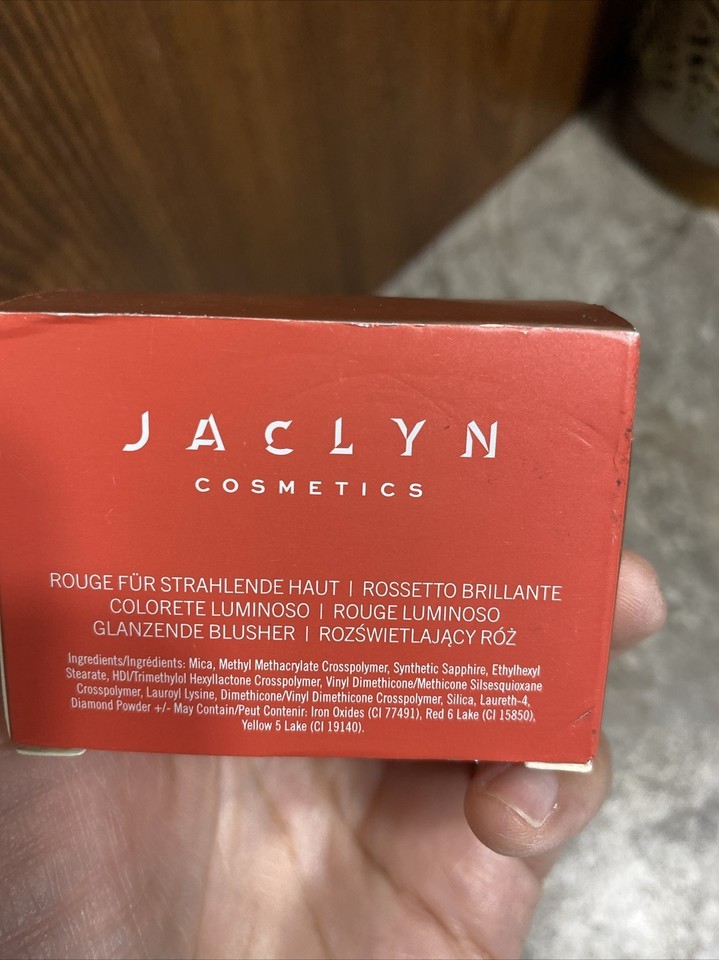 JACLYN
COSMETICS
ROUGE FÜR STRAHLENDE HAUT | ROSSETTO BRILLANTE
COLORETE LUMINOSO | ROUGE LUMINOSO
GLANZENDE BLUSHER | ROZŚWIETLAJĄCY RÓŻ
Ingredients/Ingrédients: Mica, Methyl Methacrylate Crosspolymer, Synthetic Sapphire, Ethylhexyl
Stearate, HDI/Trimethylol Hexyllactone Crosspolymer, Vinyl Dimethicone/Methicone Silsesquioxane
Crosspolymer, Lauroyl Lysine, Dimethicone/Vinyl Dimethicone Crosspolymer, Silica, Laureth-4,
Diamond Powder +/- May Contain/Peut Contenir: Iron Oxides (CI 77491), Red 6 Lake (CI 15850),
Yellow 5 Lake (CI 19140).